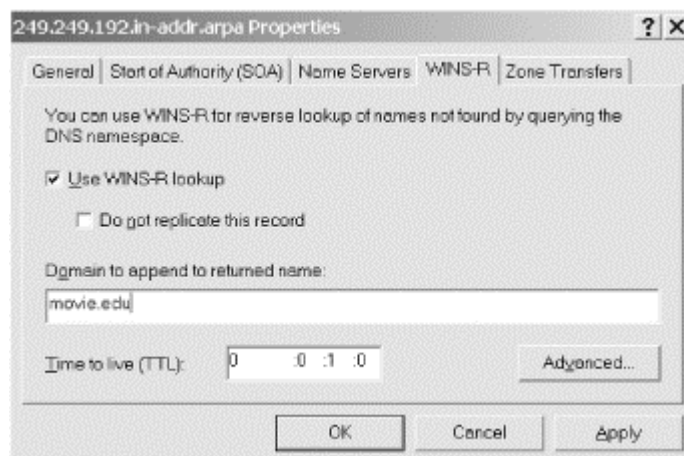 249.249.192.in-addr.arpa Properties ? X
General Start of Authority (SOA) Name Servers WINS-R Zone Transfers
You can use WINS-R for reverse lookup of names not found by querying the
DNS namespace.
Use WINS-R lookup
Do not replicate this record
Domain to append to returned name:
movie.edu
Time to live (TTL): 0 :0 :1 :0 Advanced...
OK Cancel Apply